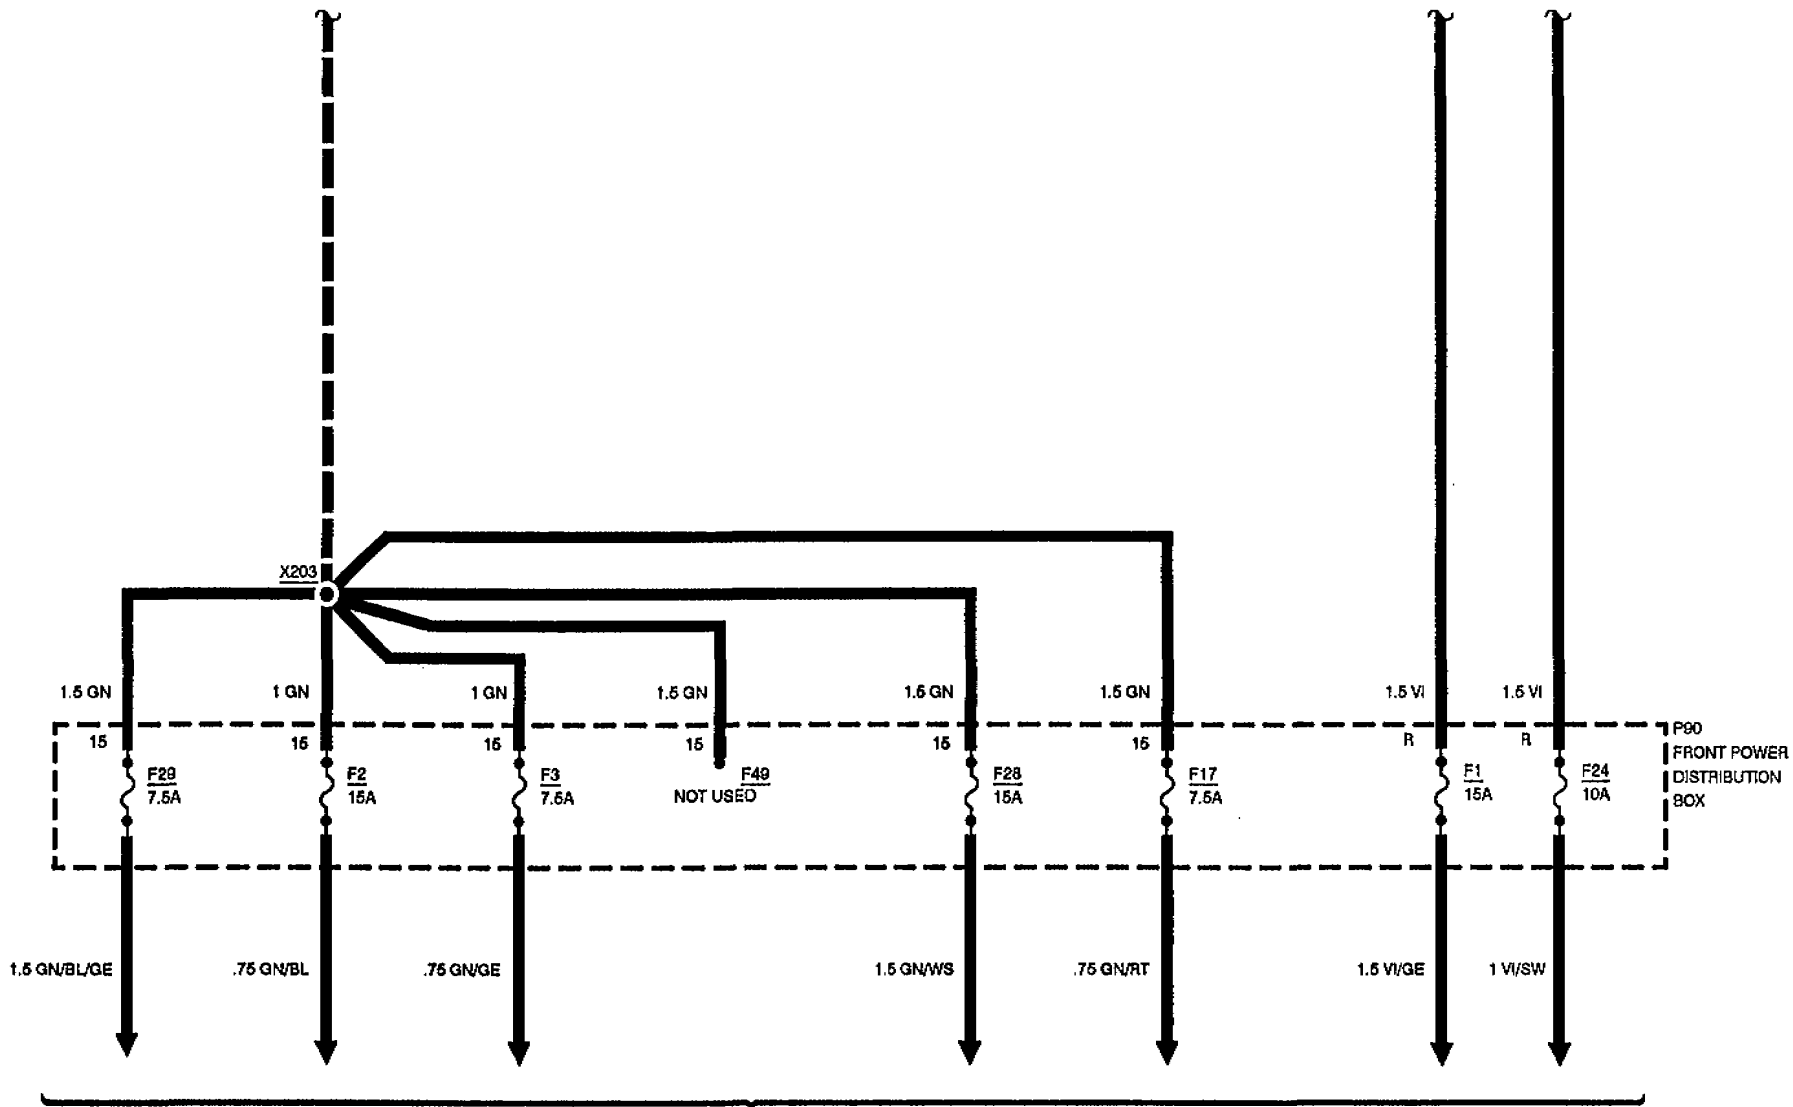 X203
1.5 GN
1 GN
1 GN
1.5 GN
1.5 GN
1.5 GN
1.5 VI
1.5 VI
15
15
15
15
15
15
R
R
P90
FRONT POWER
DISTRIBUTION
BOX
F29
7.5A
F2
15A
F3
7.5A
F49
NOT USED
F28
15A
F17
7.5A
F1
15A
F24
10A
1.5 GN/BL/GE
.75 GN/BL
.75 GN/GE
1.5 GN/WS
.75 GN/RT
1.5 VI/GE
1 VI/SW